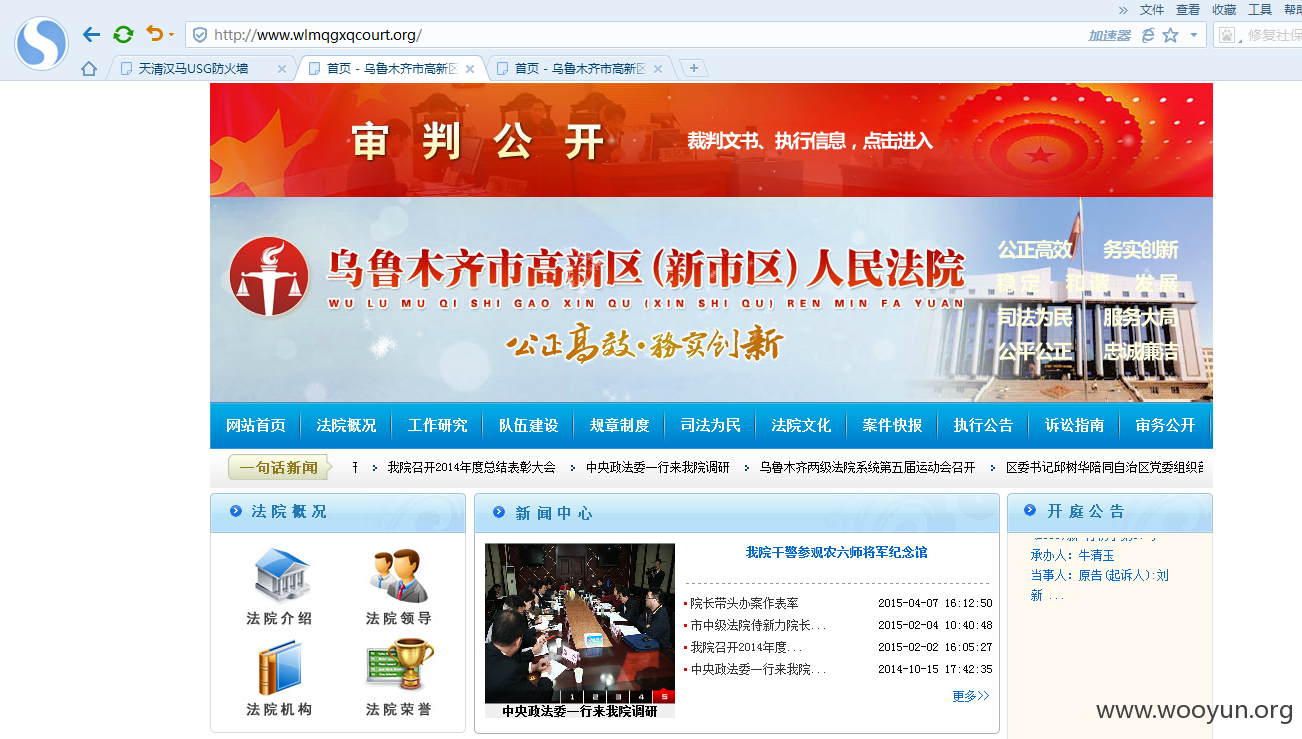 » 文件 查看 收藏 工具 帮助
http://www.wlmqgxqcourt.org/ 加速器 修复社保
天清汉马USG防火墙 首页 - 乌鲁木齐市高新区 首页 - 乌鲁木齐市高新区
审判公开 裁判文书、执行信息，点击进入
乌鲁木齐市高新区(新市区)人民法院
WU LU MU QI SHI GAO XIN QU (XIN SHI QU) REN MIN FA YUAN
公正高效·務实创新
公正高效 务实创新
稳定 和谐 发展
司法为民 服务大局
公平公正 忠诚廉洁
网站首页 法院概况 工作研究 队伍建设 规章制度 司法为民 法院文化 案件快报 执行公告 诉讼指南 审务公开
一句话新闻 我院召开2014年度总结表彰大会 中央政法委一行来我院调研 乌鲁木齐两级法院系统第五届运动会召开 区委书记邱树华陪同自治区党委组织部
法院概况 新闻中心 开庭公告
法院介绍 法院领导
法院机构 法院荣誉
1 2 3 4 5
中央政法委一行来我院调研
我院干警参观农六师将军纪念馆
院长带头办案作表率 2015-04-07 16:12:50
市中级法院侍新力院长... 2015-02-04 10:40:48
我院召开2014年度... 2015-02-02 16:05:27
中央政法委一行来我院... 2014-10-15 17:42:35
更多>>
承办人：牛清玉
当事人：原告(起诉人):刘
新 ...
www.wooyun.org